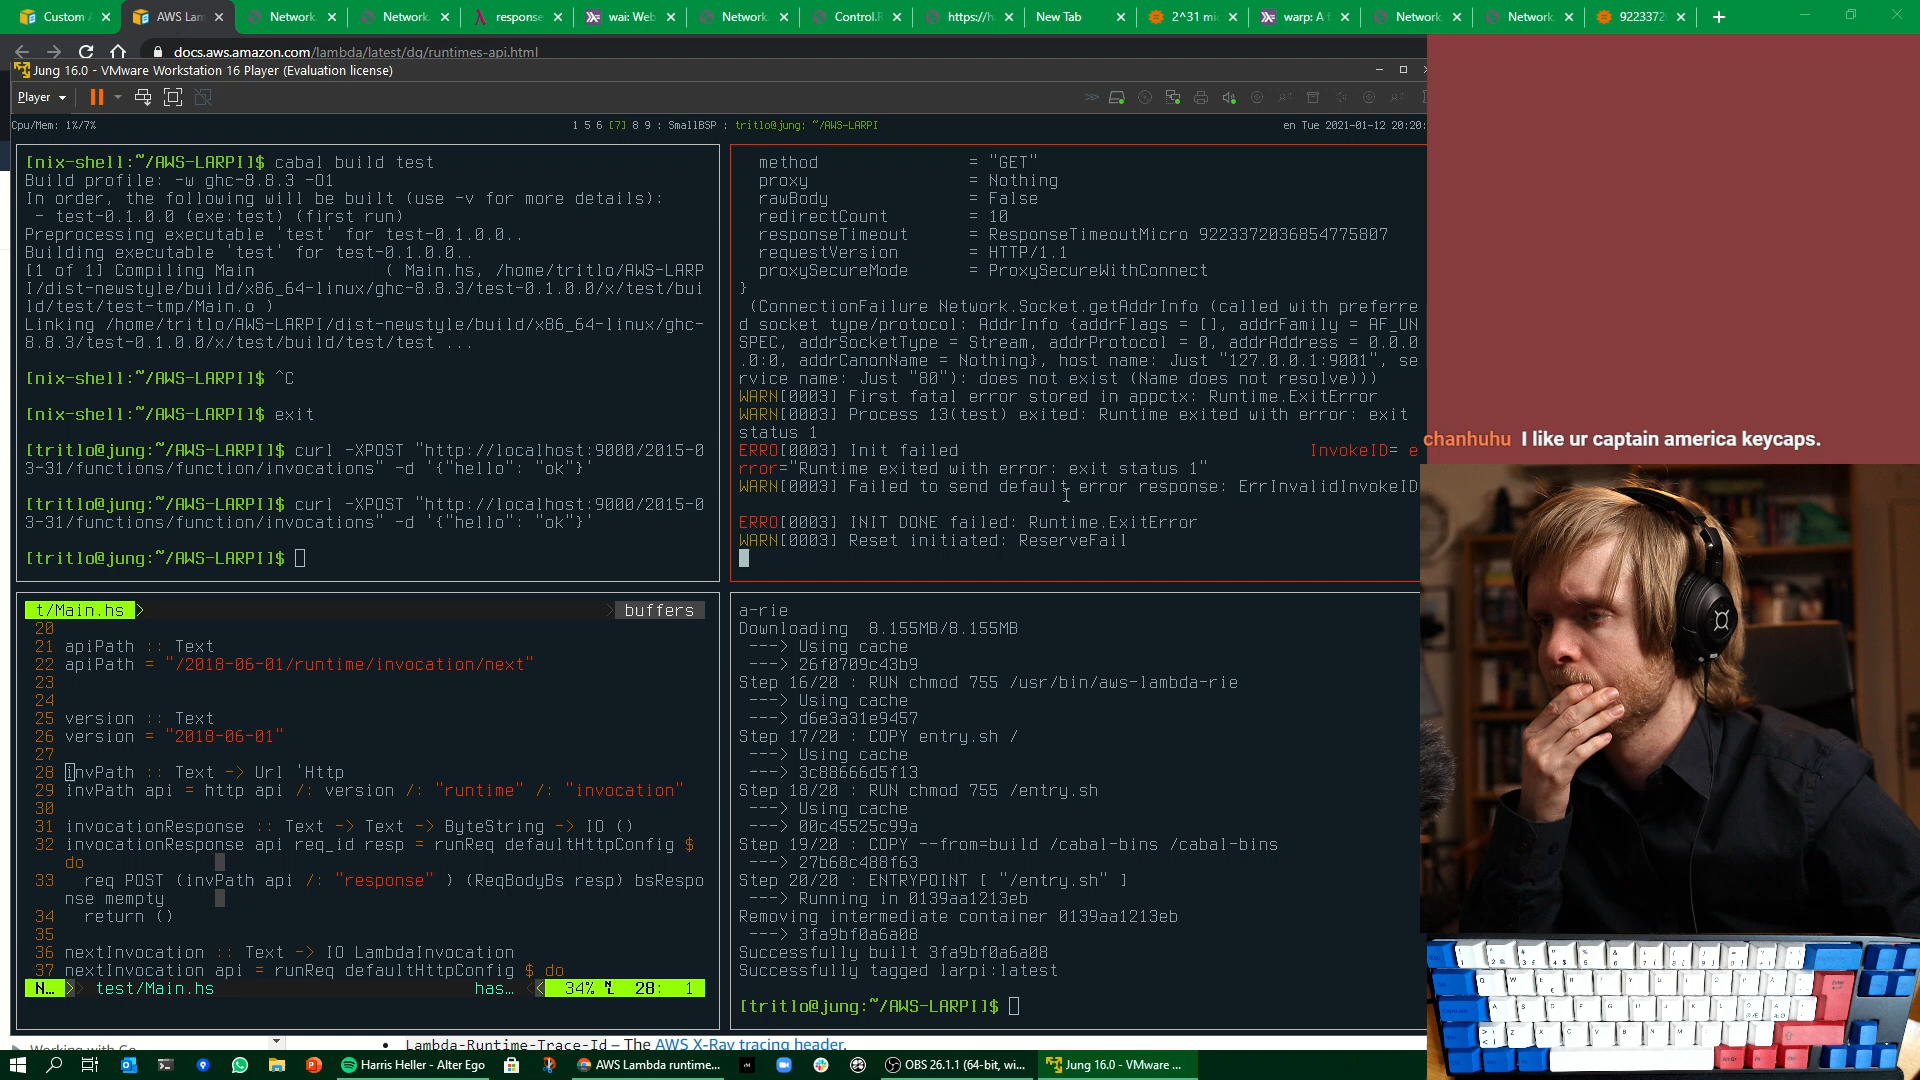 Custom
AWS Lam
Network.
Network.
response
wai: Web
Network.
Control.
https://h
New Tab
2^31 mi
warp: A f
Network
Network
9223372
docs.aws.amazon.com/lambda/latest/dg/runtimes-api.html
Jung 16.0 - VMware Workstation 16 Player (Evaluation license)
Player
Cpu/Mem: 1%/7%
1 5 6 [7] 8 9 : SmallBSP : tritlo@jung: ~/AWS-LARPI
en Tue 2021-01-12 20:20:
[nix-shell:~/AWS-LARPI]$ cabal build test
Build profile: -w ghc-8.8.3 -O1
In order, the following will be built (use -v for more details):
- test-0.1.0.0 (exe:test) (first run)
Preprocessing executable 'test' for test-0.1.0.0..
Building executable 'test' for test-0.1.0.0..
[1 of 1] Compiling Main ( Main.hs, /home/tritlo/AWS-LARP
I/dist-newstyle/build/x86_64-linux/ghc-8.8.3/test-0.1.0.0/x/test/bui
ld/test/test-tmp/Main.o )
Linking /home/tritlo/AWS-LARPI/dist-newstyle/build/x86_64-linux/ghc-
8.8.3/test-0.1.0.0/x/test/build/test/test ...
[nix-shell:~/AWS-LARPI]$ ^C
[nix-shell:~/AWS-LARPI]$ exit
[tritlo@jung:~/AWS-LARPI]$ curl -XPOST "http://localhost:9000/2015-0
3-31/functions/function/invocations" -d '{"hello": "ok"}'
[tritlo@jung:~/AWS-LARPI]$ curl -XPOST "http://localhost:9000/2015-0
3-31/functions/function/invocations" -d '{"hello": "ok"}'
[tritlo@jung:~/AWS-LARPI]$
method = "GET"
proxy = Nothing
rawBody = False
redirectCount = 10
responseTimeout = ResponseTimeoutMicro 9223372036854775807
requestVersion = HTTP/1.1
proxySecureMode = ProxySecureWithConnect
}
(ConnectionFailure Network.Socket.getAddrInfo (called with preferre
d socket type/protocol: AddrInfo {addrFlags = [], addrFamily = AF_UN
SPEC, addrSocketType = Stream, addrProtocol = 0, addrAddress = 0.0.0
.0:0, addrCanonName = Nothing}, host name: Just "127.0.0.1:9001", se
rvice name: Just "80"): does not exist (Name does not resolve)))
WARN[0003] First fatal error stored in appctx: Runtime.ExitError
WARN[0003] Process 13(test) exited: Runtime exited with error: exit
status 1
ERRO[0003] Init failed InvokeID= e
rror="Runtime exited with error: exit status 1"
WARN[0003] Failed to send default error response: ErrInvalidInvokeID
ERRO[0003] INIT DONE failed: Runtime.ExitError
WARN[0003] Reset initiated: ReserveFail
t/Main.hs
buffers
20
21 apiPath :: Text
22 apiPath = "/2018-06-01/runtime/invocation/next"
23
24
25 version :: Text
26 version = "2018-06-01"
27
28 invPath :: Text -> Url 'Http
29 invPath api = http api /: version /: "runtime" /: "invocation"
30
31 invocationResponse :: Text -> Text -> ByteString -> IO ()
32 invocationResponse api req_id resp = runReq defaultHttpConfig $
do
33 req POST (invPath api /: "response" ) (ReqBodyBs resp) bsRespo
nse mempty
34 return ()
35
36 nextInvocation :: Text -> IO LambdaInvocation
37 nextInvocation api = runReq defaultHttpConfig $ do
N… test/Main.hs has… 34% 28: 1
a-rie
Downloading 8.155MB/8.155MB
---> Using cache
---> 26f0709c43b9
Step 16/20 : RUN chmod 755 /usr/bin/aws-lambda-rie
---> Using cache
---> d6e3a31e9457
Step 17/20 : COPY entry.sh /
---> Using cache
---> 3c88666d5f13
Step 18/20 : RUN chmod 755 /entry.sh
---> Using cache
---> 00c45525c99a
Step 19/20 : COPY --from=build /cabal-bins /cabal-bins
---> 27b68c488f63
Step 20/20 : ENTRYPOINT [ "/entry.sh" ]
---> Running in 0139aa1213eb
Removing intermediate container 0139aa1213eb
---> 3fa9bf0a6a08
Successfully built 3fa9bf0a6a08
Successfully tagged larpi:latest
[tritlo@jung:~/AWS-LARPI]$
chanhuhu I like ur captain america keycaps.
Working with Go
Lambda-Runtime-Trace-Id – The AWS X-Ray tracing header.
Harris Heller - Alter Ego
AWS Lambda runtime...
OBS 26.1.1 (64-bit, wi...
Jung 16.0 - VMware ...